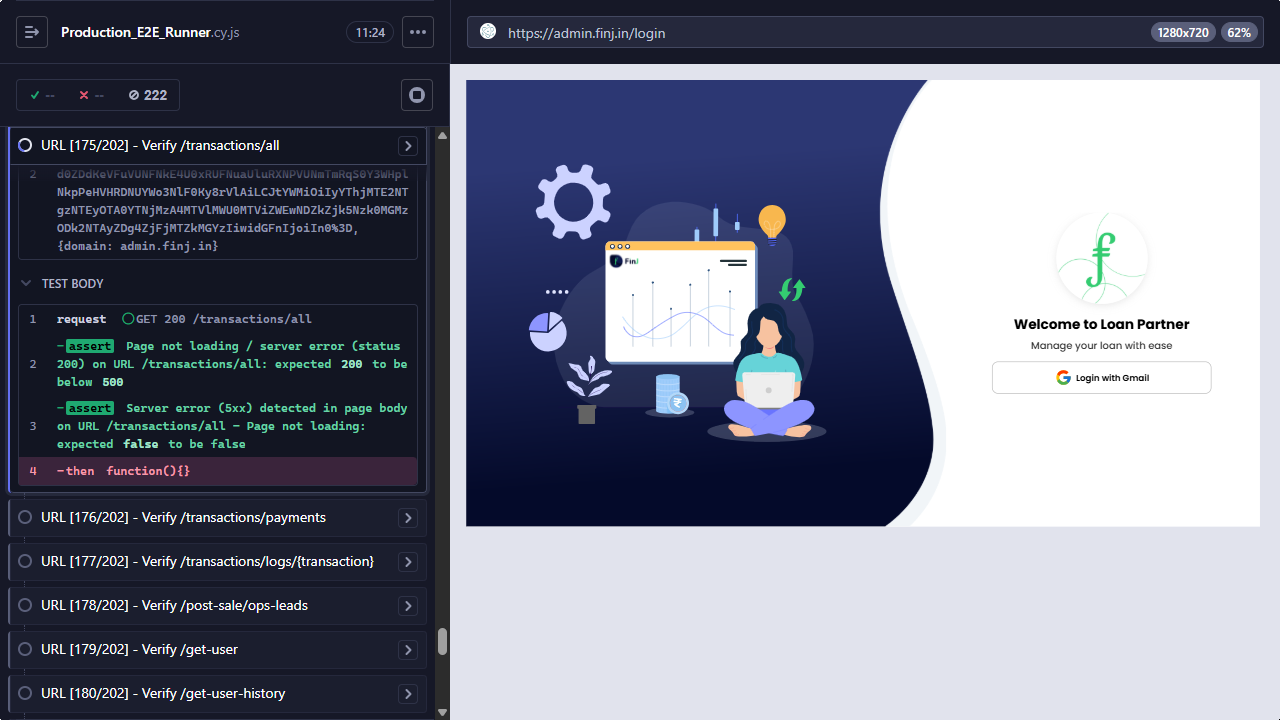 Production_E2E_Runner.cy.js
11:24
https://admin.finj.in/login
1280x720
62%
--
--
222
URL [175/202] - Verify /transactions/all
2
NkpPeHVHRDNUYWo3NlF0Ky8rVlAiLCJtYWMiOiIyYThjMTE2NT
gzNTEyOTA0YTNjMzA4MTVlMWU0MTViZWEwNDZkZjk5Nzk0MGMz
ODk2NTAyZDg4ZjFjMTZkMGYzIiwidGFnIjoiIn0%3D,
{domain: admin.finj.in}
TEST BODY
1 request GET 200 /transactions/all
-assert Page not loading / server error (status
2 200) on URL /transactions/all: expected 200 to be
below 500
-assert Server error (5xx) detected in page body
3 on URL /transactions/all - Page not loading:
expected false to be false
4 -then function(){}
URL [176/202] - Verify /transactions/payments
URL [177/202] - Verify /transactions/logs/{transaction}
URL [178/202] - Verify /post-sale/ops-leads
URL [179/202] - Verify /get-user
URL [180/202] - Verify /get-user-history
FinJ
₹
Welcome to Loan Partner
Manage your loan with ease
Login with Gmail